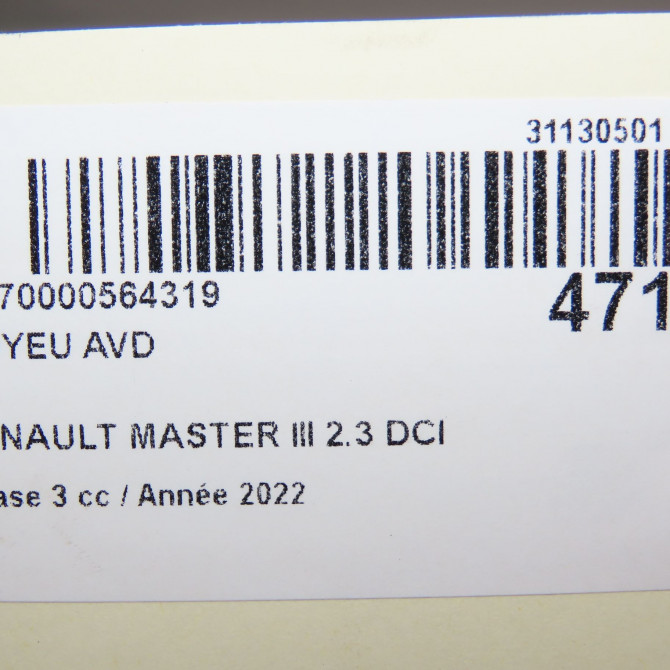 31130501
70000564319
471
YEU AVD
NAULT MASTER III 2.3 DCI
ase 3 cc / Année 2022